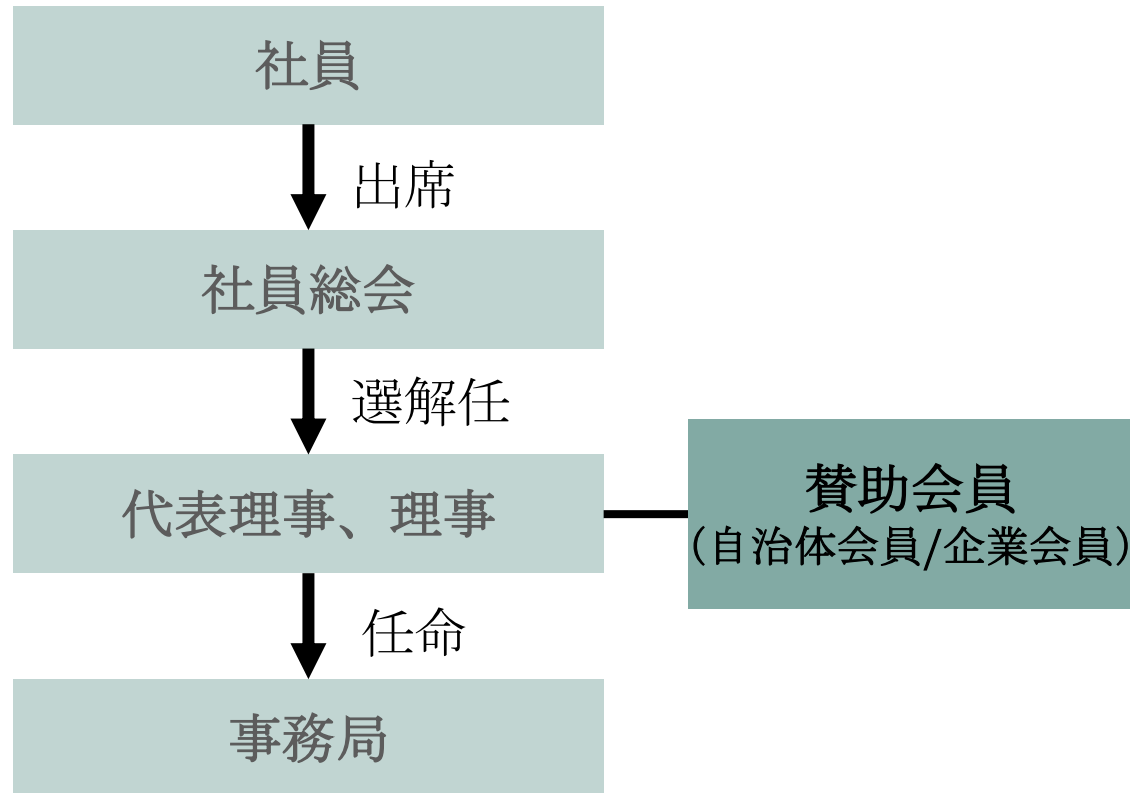 社員
出席
社員総会
選解任
代表理事、理事
賛助会員
（自治体会員/企業会員）
任命
事務局